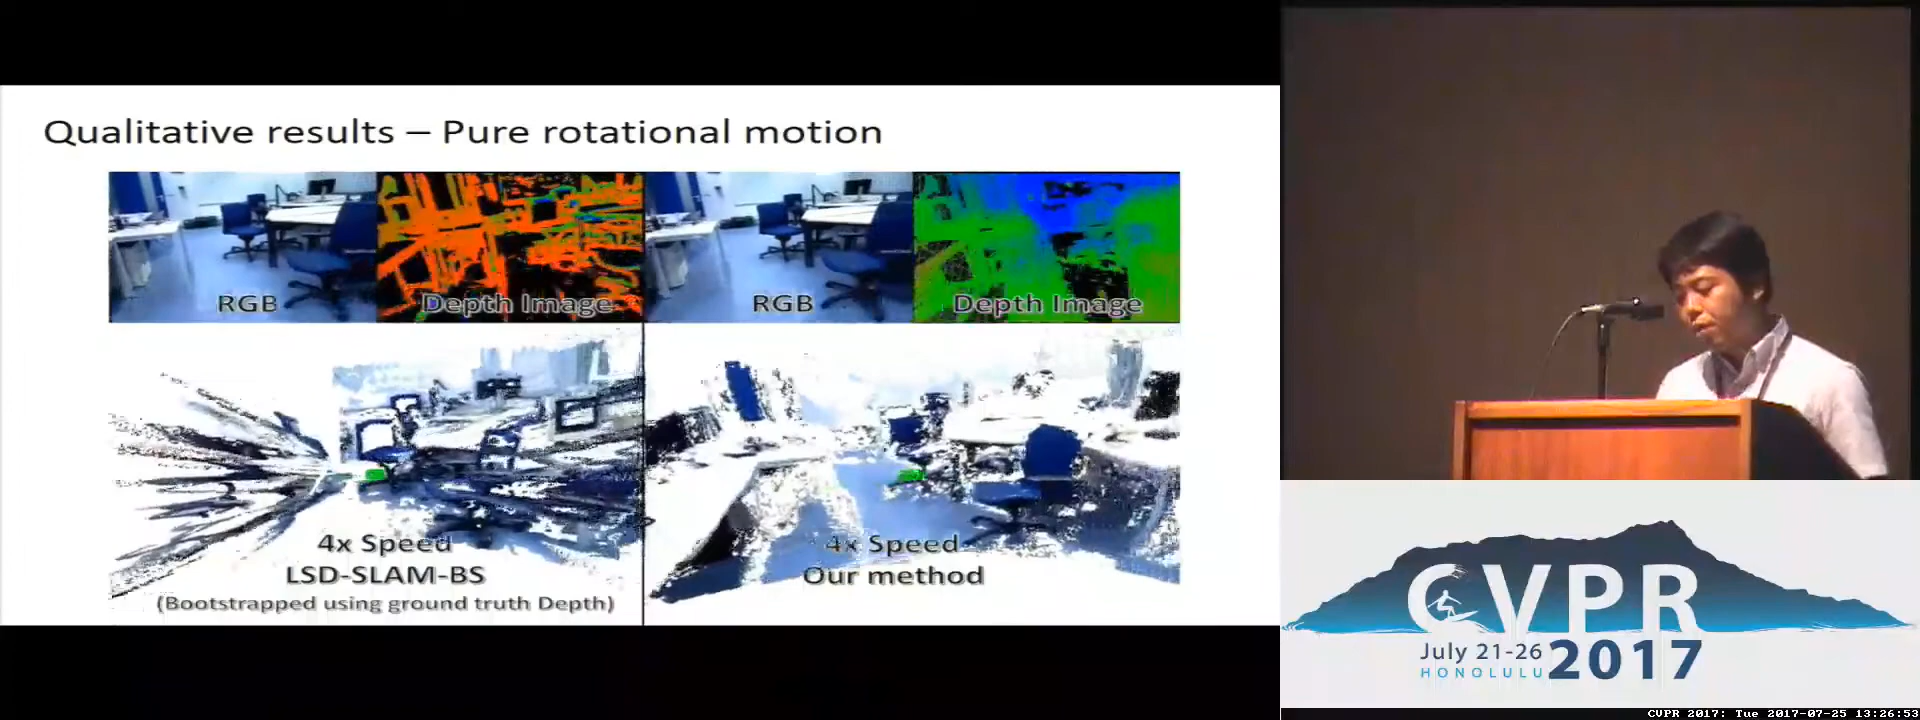 Qualitative results – Pure rotational motion
RGB
Depth Image
RGB
Depth Image
4x Speed
LSD-SLAM-BS
(Bootstrapped using ground truth Depth)
4x Speed
Our method
CVPR
July 21-26
HONOLULU
2017
CVPR 2017: Tue 2017-07-25 13:26:53